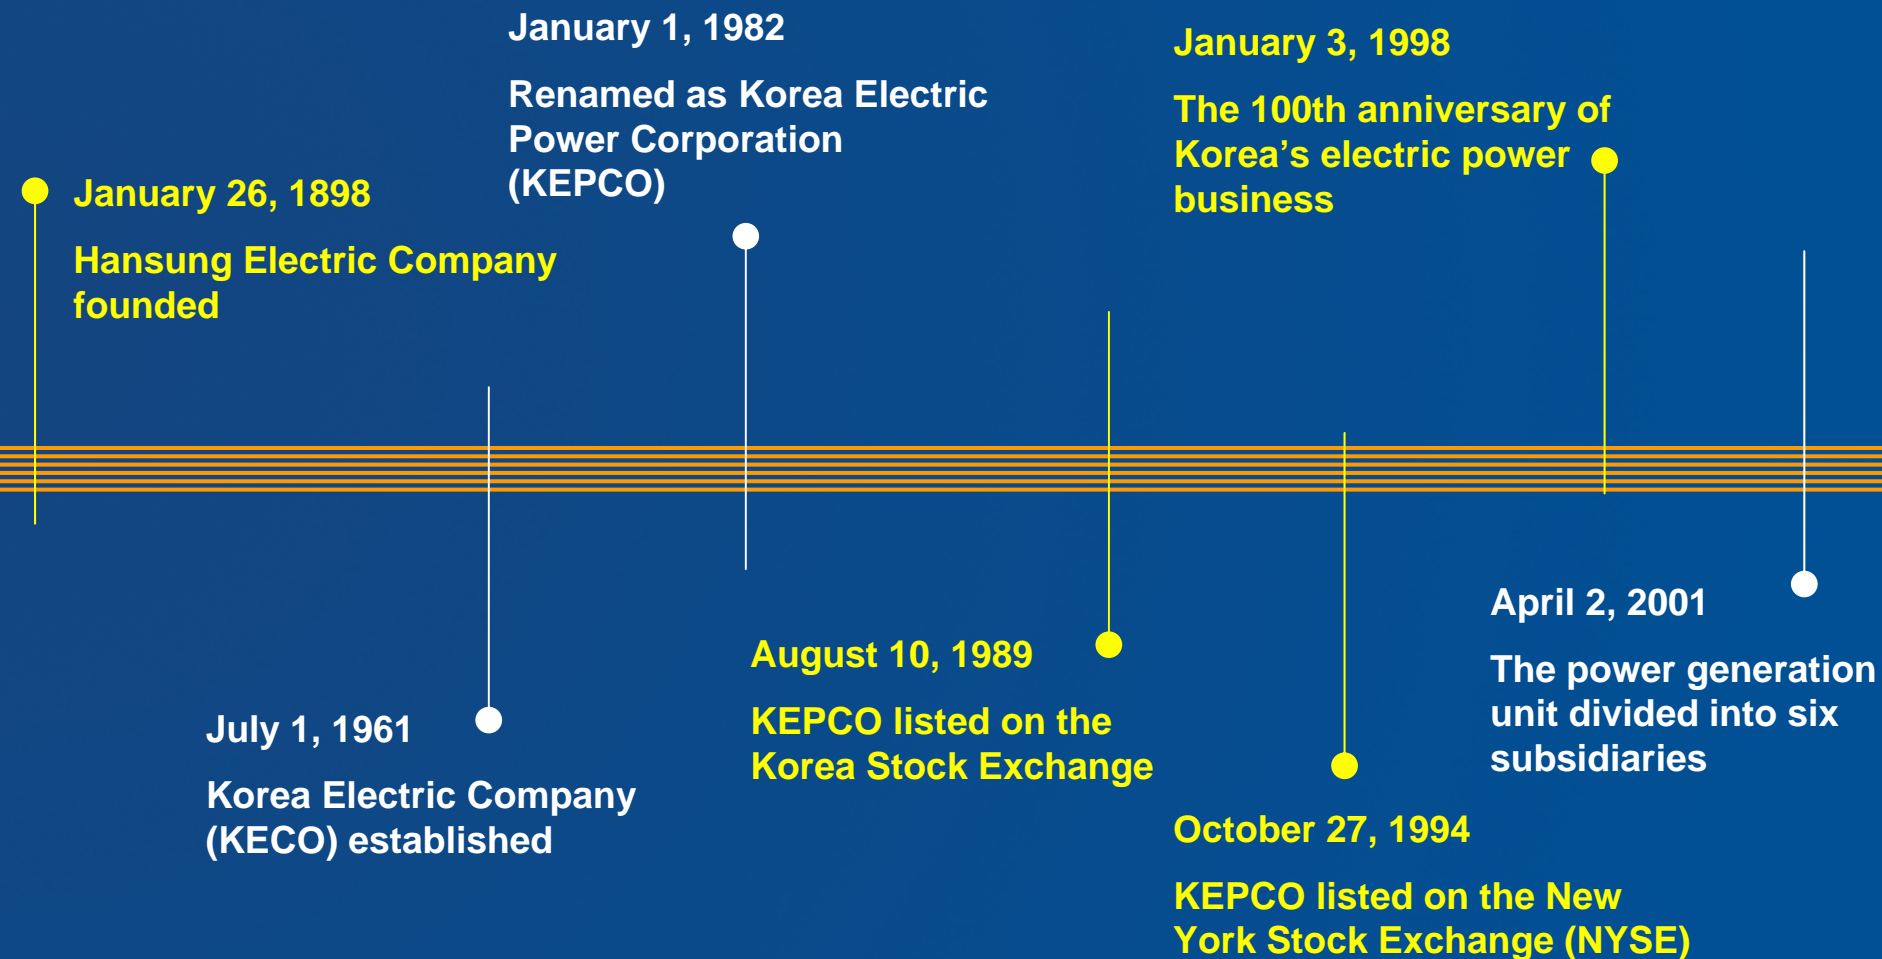 January 26, 1898
Hansung Electric Company
founded
July 1, 1961
Korea Electric Company
(KECO) established
January 1, 1982
Renamed as Korea Electric
Power Corporation
(KEPCO)
August 10, 1989
KEPCO listed on the
Korea Stock Exchange
October 27, 1994
KEPCO listed on the New
York Stock Exchange (NYSE)
January 3, 1998
The 100th anniversary of
Korea’s electric power
business
April 2, 2001
The power generation
unit divided into six
subsidiaries